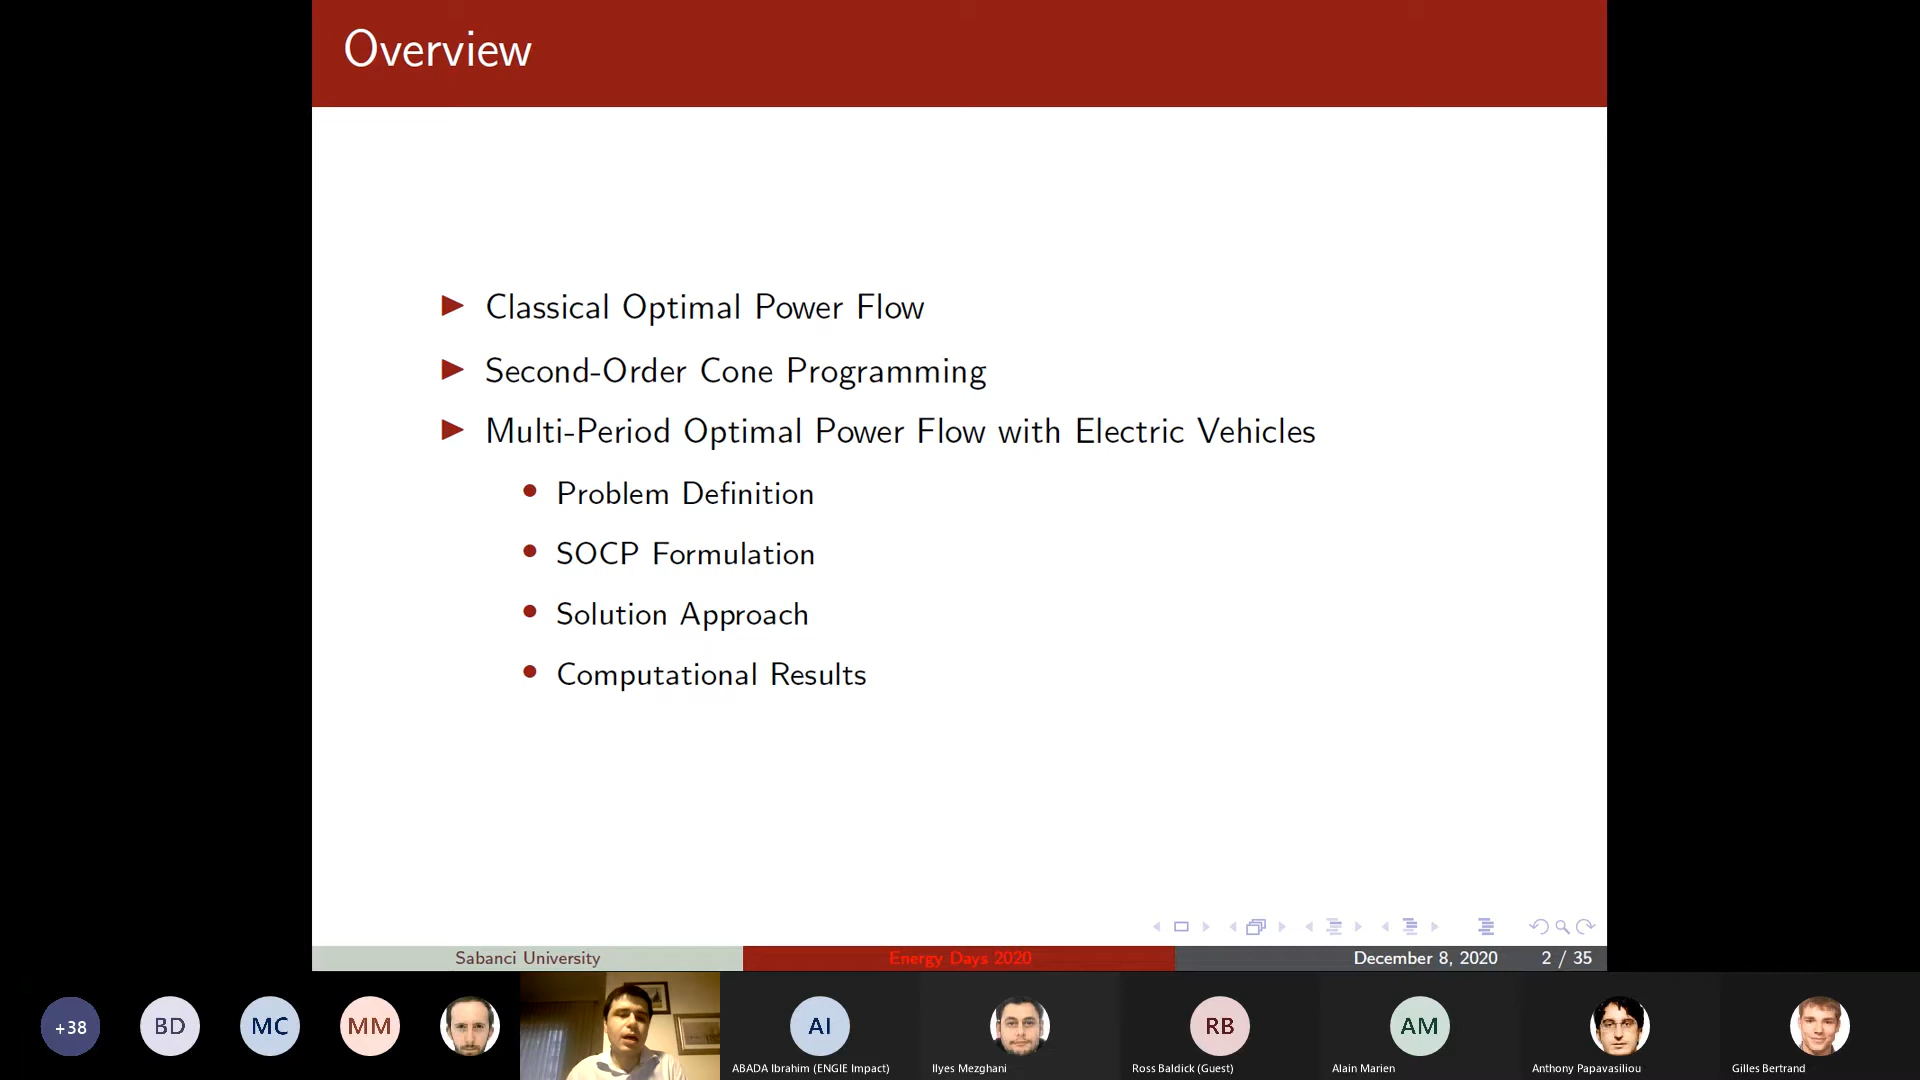 Overview
Classical Optimal Power Flow
Second-Order Cone Programming
Multi-Period Optimal Power Flow with Electric Vehicles
Problem Definition
SOCP Formulation
Solution Approach
Computational Results
Sabanci University
Energy Days 2020
December 8, 2020
2 / 35
+38
BD
MC
MM
AI
RB
AM
ABADA Ibrahim (ENGIE Impact)
Ilyes Mezghani
Ross Baldick (Guest)
Alain Marien
Anthony Papavasiliou
Gilles Bertrand